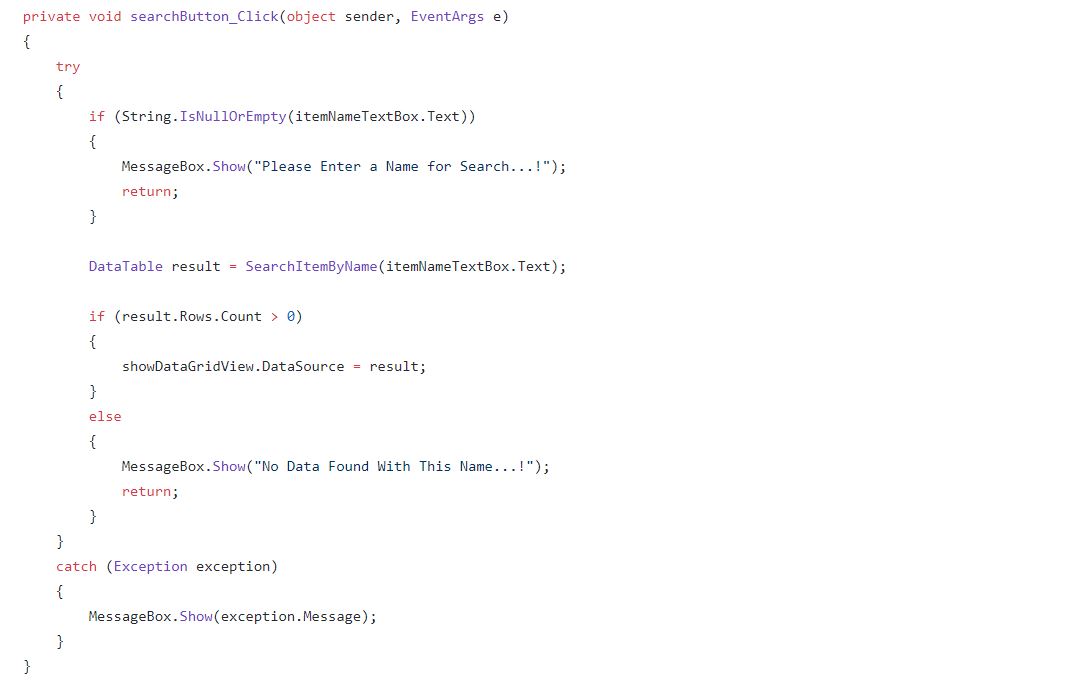 private void searchButton_Click(object sender, EventArgs e)
{
    try
    {
        if (String.IsNullOrEmpty(itemNameTextBox.Text))
        {
            MessageBox.Show("Please Enter a Name for Search...!");
            return;
        }

        DataTable result = SearchItemByName(itemNameTextBox.Text);

        if (result.Rows.Count > 0)
        {
            showDataGridView.DataSource = result;
        }
        else
        {
            MessageBox.Show("No Data Found With This Name...!");
            return;
        }
    }
    catch (Exception exception)
    {
        MessageBox.Show(exception.Message);
    }
}